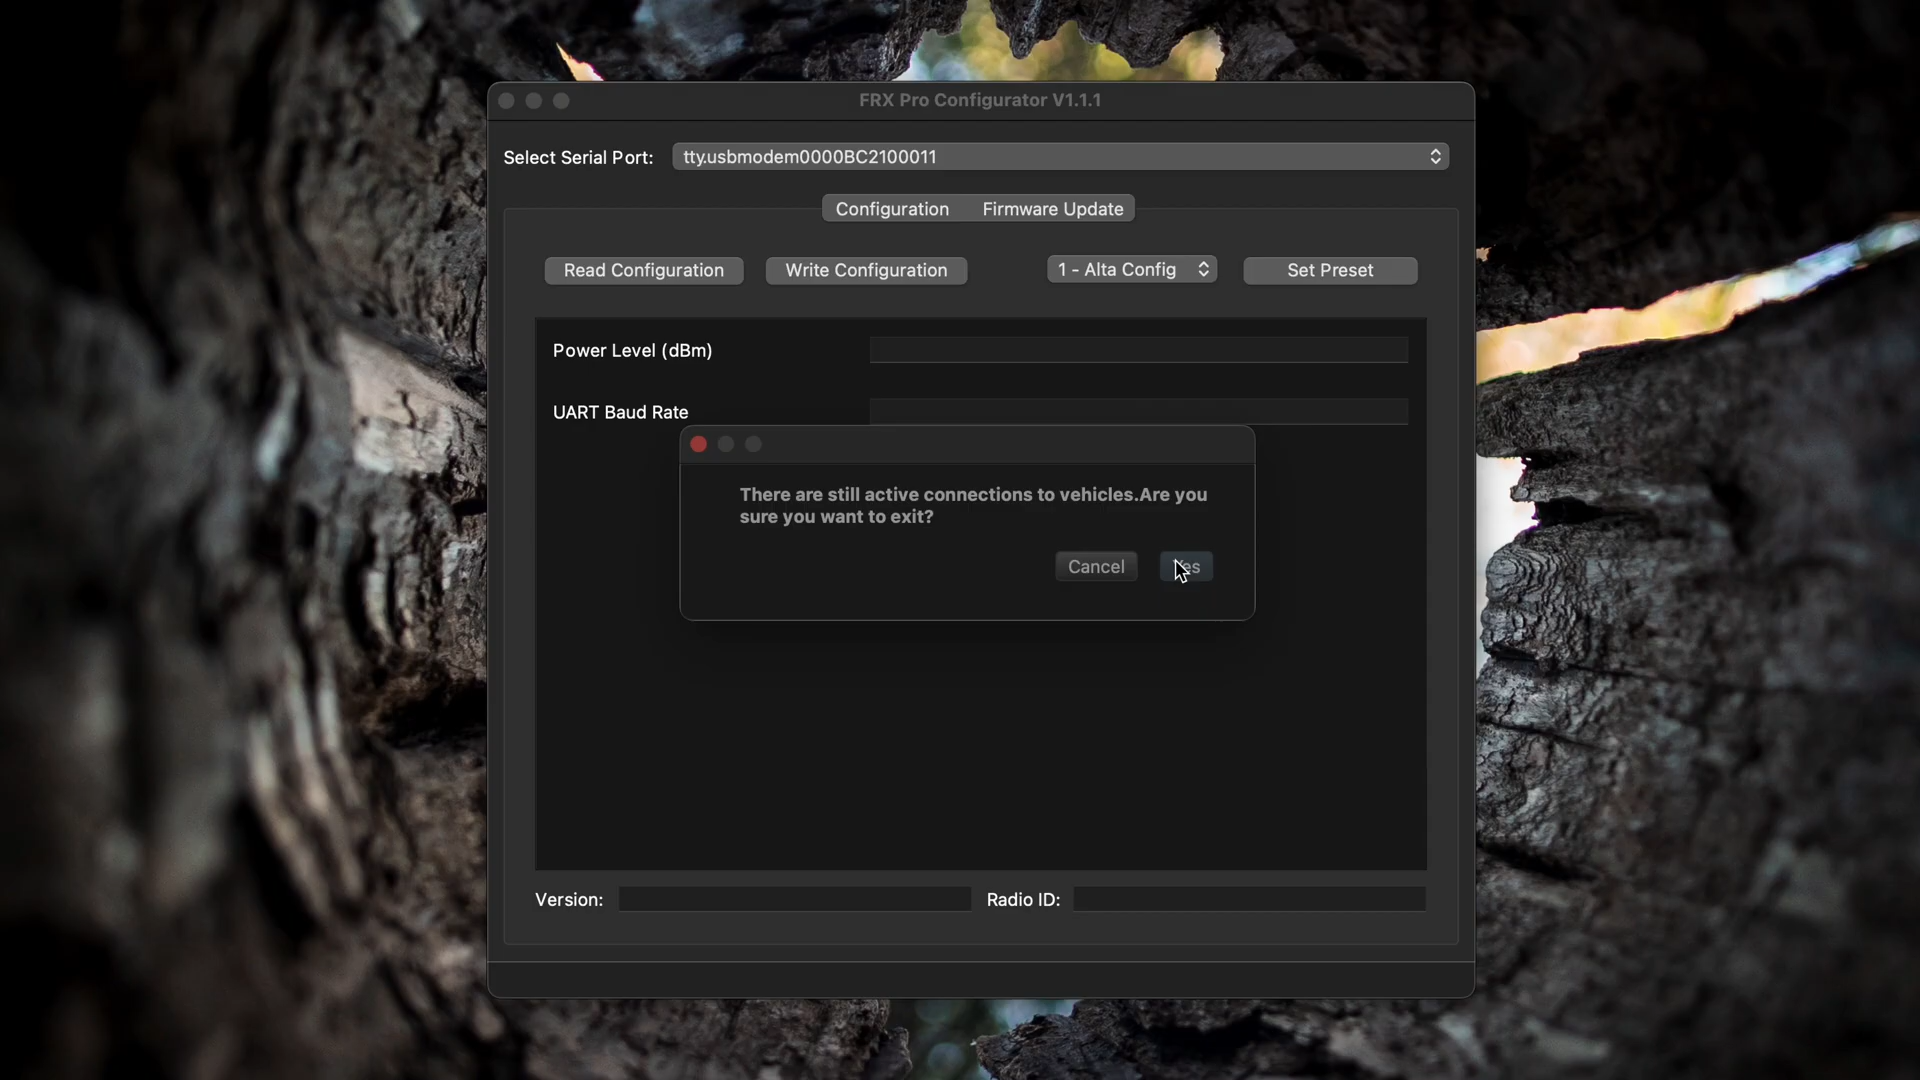 FRX Pro Configurator V1.1.1
Select Serial Port:
tty.usbmodem0000BC2100011
Configuration
Firmware Update
Read Configuration
Write Configuration
1 - Alta Config
Set Preset
Power Level (dBm)
UART Baud Rate
There are still active connections to vehicles.Are you
sure you want to exit?
Cancel
Yes
Version:
Radio ID: